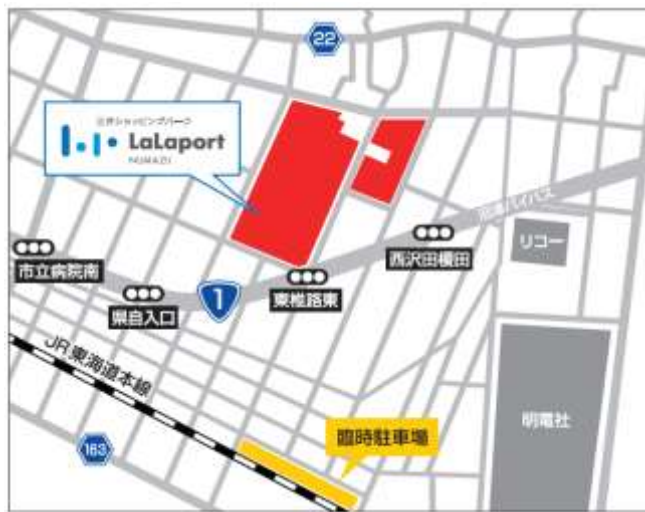 22
三井ショッピングパーク
LaLaport
NUMAZU
沼津バイパス
西沢田榎田
リコー
市立病院南
東椎路東
県自入口
1
JR東海道本線
明電社
臨時駐車場
163